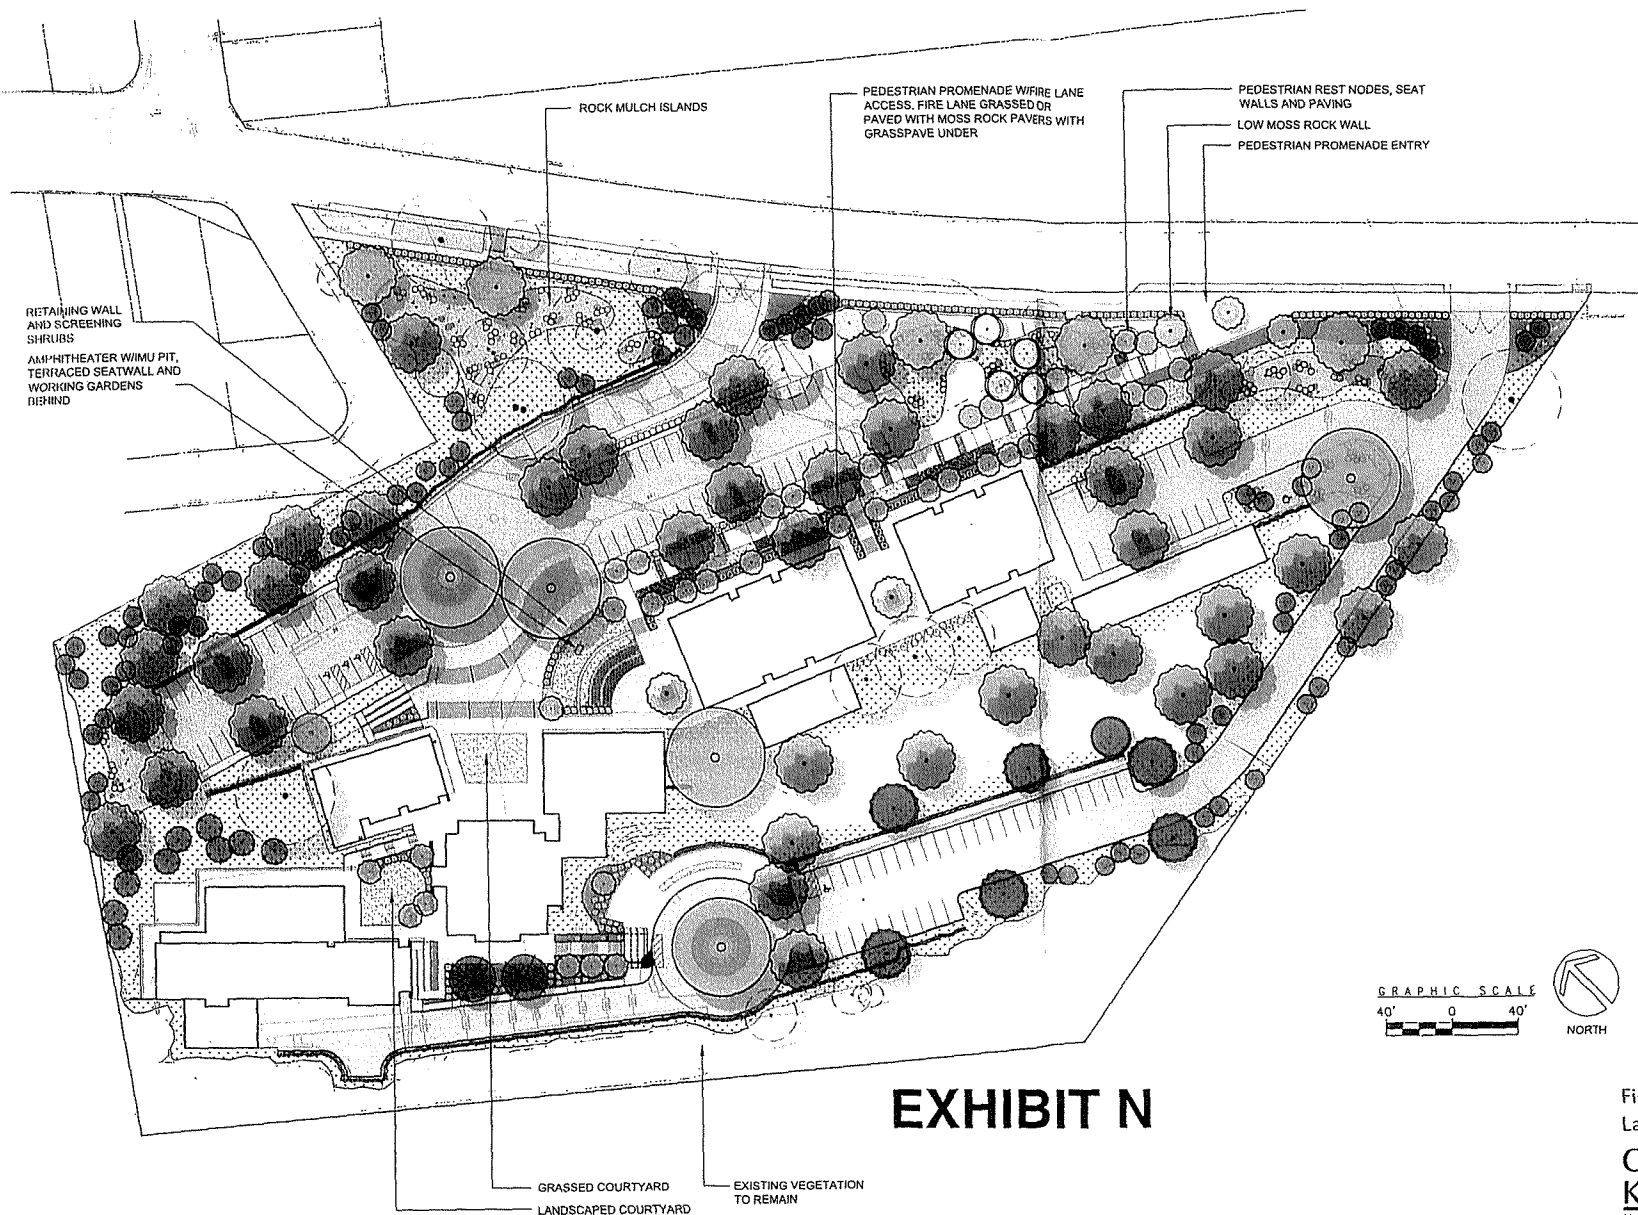 ROCK MULCH ISLANDS
PEDESTRIAN PROMENADE W/FIRE LANE
ACCESS. FIRE LANE GRASSED OR
PAVED WITH MOSS ROCK PAVERS WITH
GRASSPAVE UNDER
PEDESTRIAN REST NODES, SEAT
WALLS AND PAVING
LOW MOSS ROCK WALL
PEDESTRIAN PROMENADE ENTRY
RETAINING WALL
AND SCREENING
SHRUBS
AMPHITHEATER W/IMU PIT,
TERRACED SEATWALL AND
WORKING GARDENS
BEHIND
GRAPHIC SCALE
40' 0 40'
NORTH
EXHIBIT N
GRASSED COURTYARD
LANDSCAPED COURTYARD
EXISTING VEGETATION
TO REMAIN
Fi
La
K